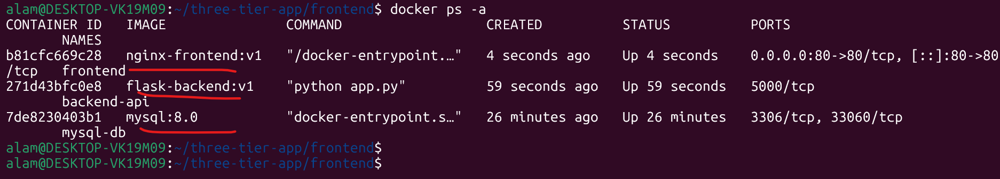 alam@DESKTOP-VK19M09:~/three-tier-app/frontend$ docker ps -a
CONTAINER ID   IMAGE               COMMAND                  CREATED          STATUS          PORTS
       NAMES
b81cfc669c28   nginx-frontend:v1   "/docker-entrypoint.…"   4 seconds ago    Up 4 seconds    0.0.0.0:80->80/tcp, [::]:80->80
/tcp   frontend
271d43bfc0e8   flask-backend:v1    "python app.py"          59 seconds ago   Up 59 seconds   5000/tcp
       backend-api
7de8230403b1   mysql:8.0           "docker-entrypoint.s…"   26 minutes ago   Up 26 minutes   3306/tcp, 33060/tcp
       mysql-db
alam@DESKTOP-VK19M09:~/three-tier-app/frontend$
alam@DESKTOP-VK19M09:~/three-tier-app/frontend$